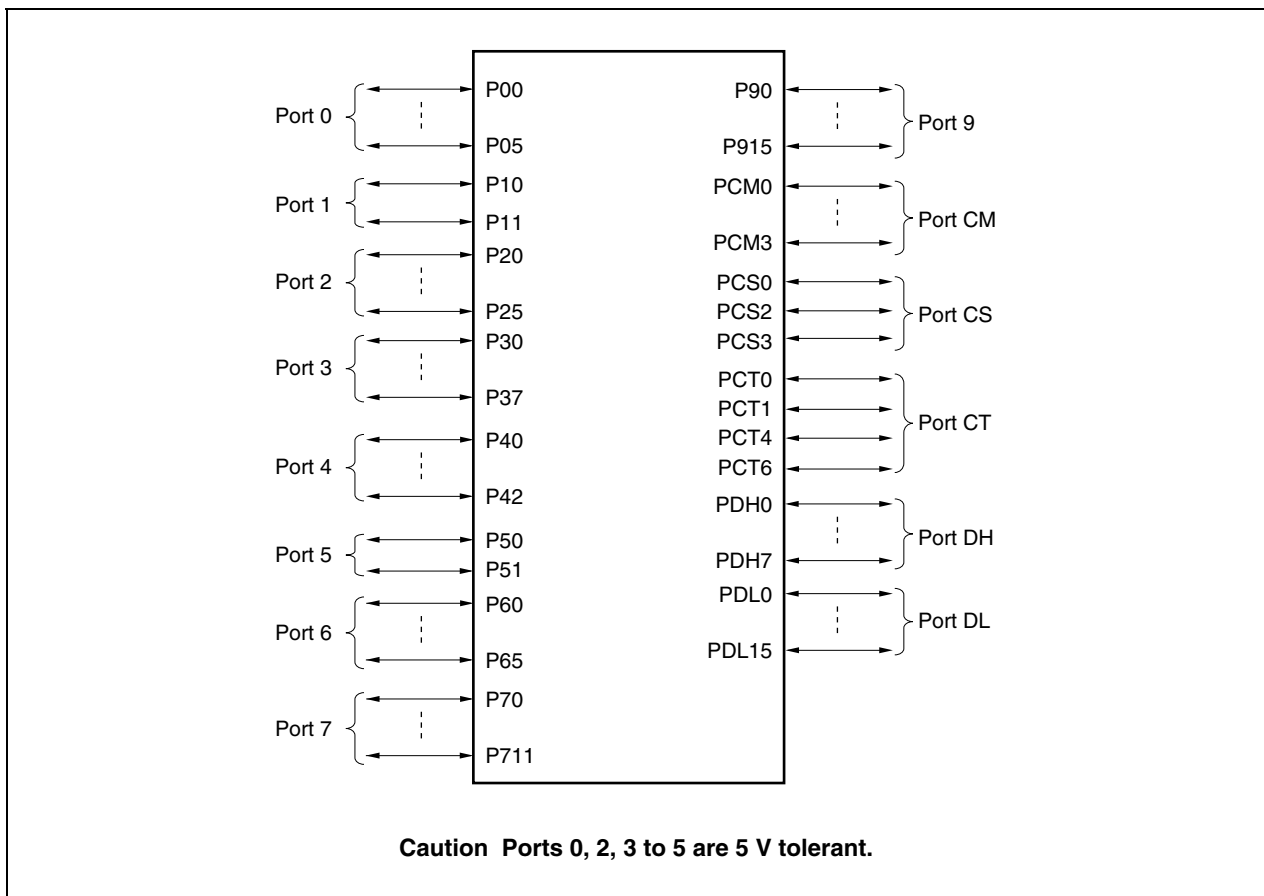 Port 0
P00
P05
Port 1
P10
P11
Port 2
P20
P25
Port 3
P30
P37
Port 4
P40
P42
Port 5
P50
P51
Port 6
P60
P65
Port 7
P70
P711
P90
P915
Port 9
PCM0
PCM3
Port CM
PCS0
PCS2
PCS3
Port CS
PCT0
PCT1
PCT4
PCT6
Port CT
PDH0
PDH7
Port DH
PDL0
PDL15
Port DL
Caution Ports 0, 2, 3 to 5 are 5 V tolerant.